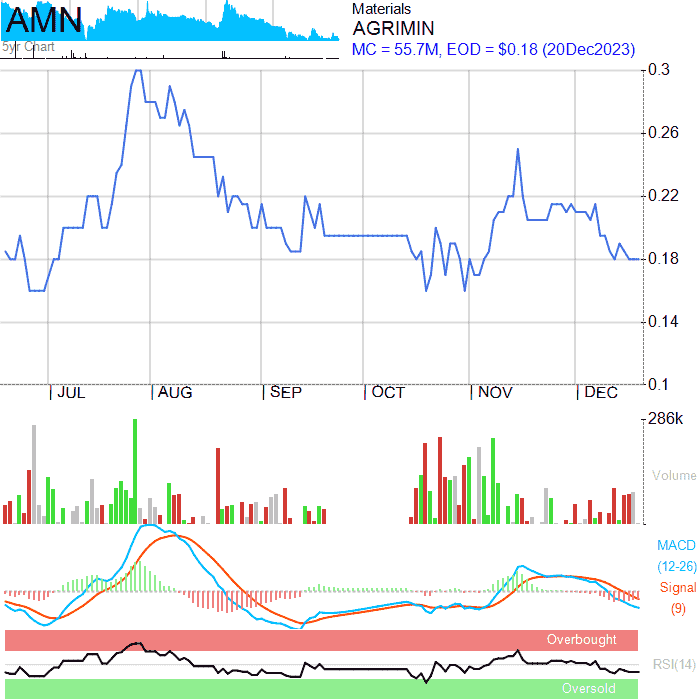 AMN
5yr Chart
Materials
AGRIMIN
MC = 55.7M, EOD = $0.18 (20Dec2023)
0.3
0.26
0.22
0.18
0.14
0.1
JUL AUG SEP OCT NOV DEC
286k
Volume
MACD
(12-26)
Signal
(9)
Overbought
RSI(14)
Oversold